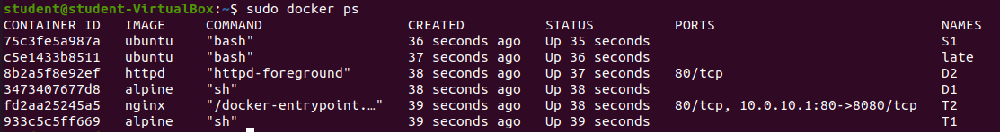 student@student-VirtualBox:~$ sudo docker ps
CONTAINER ID   IMAGE     COMMAND                  CREATED          STATUS          PORTS                             NAMES
75c3fe5a987a   ubuntu    "bash"                   36 seconds ago   Up 35 seconds                                     S1
c5e1433b8511   ubuntu    "bash"                   37 seconds ago   Up 36 seconds                                     late
8b2a5f8e92ef   httpd     "httpd-foreground"       38 seconds ago   Up 37 seconds   80/tcp                            D2
3473407677d8   alpine    "sh"                     38 seconds ago   Up 38 seconds                                     D1
fd2aa25245a5   nginx     "/docker-entrypoint.…"   39 seconds ago   Up 38 seconds   80/tcp, 10.0.10.1:80->8080/tcp   T2
933c5c5ff669   alpine    "sh"                     39 seconds ago   Up 39 seconds                                     T1